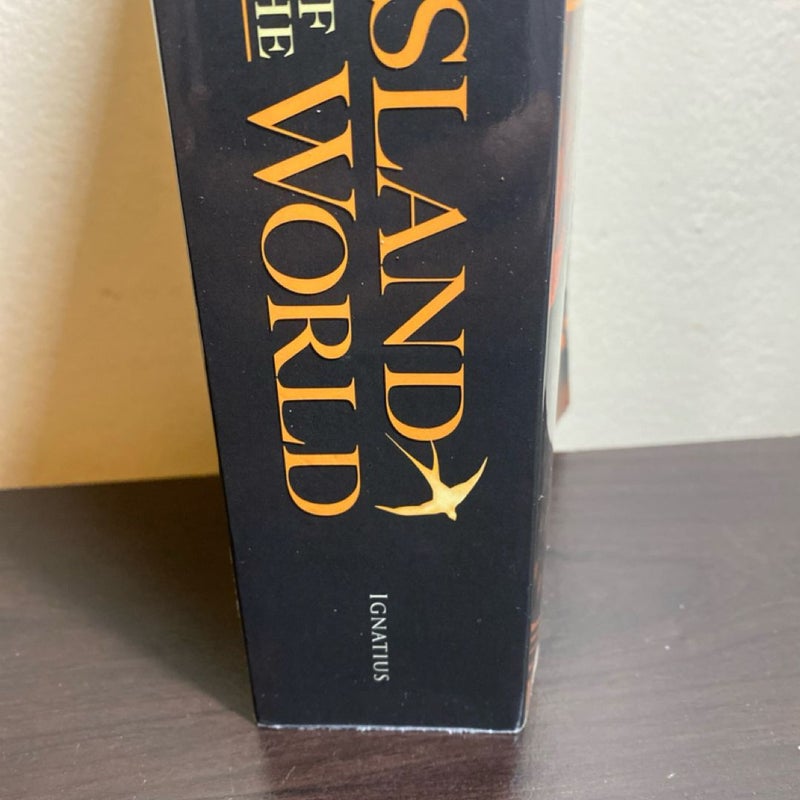 SLAND
F
HE
WORLD
IGNATIUS